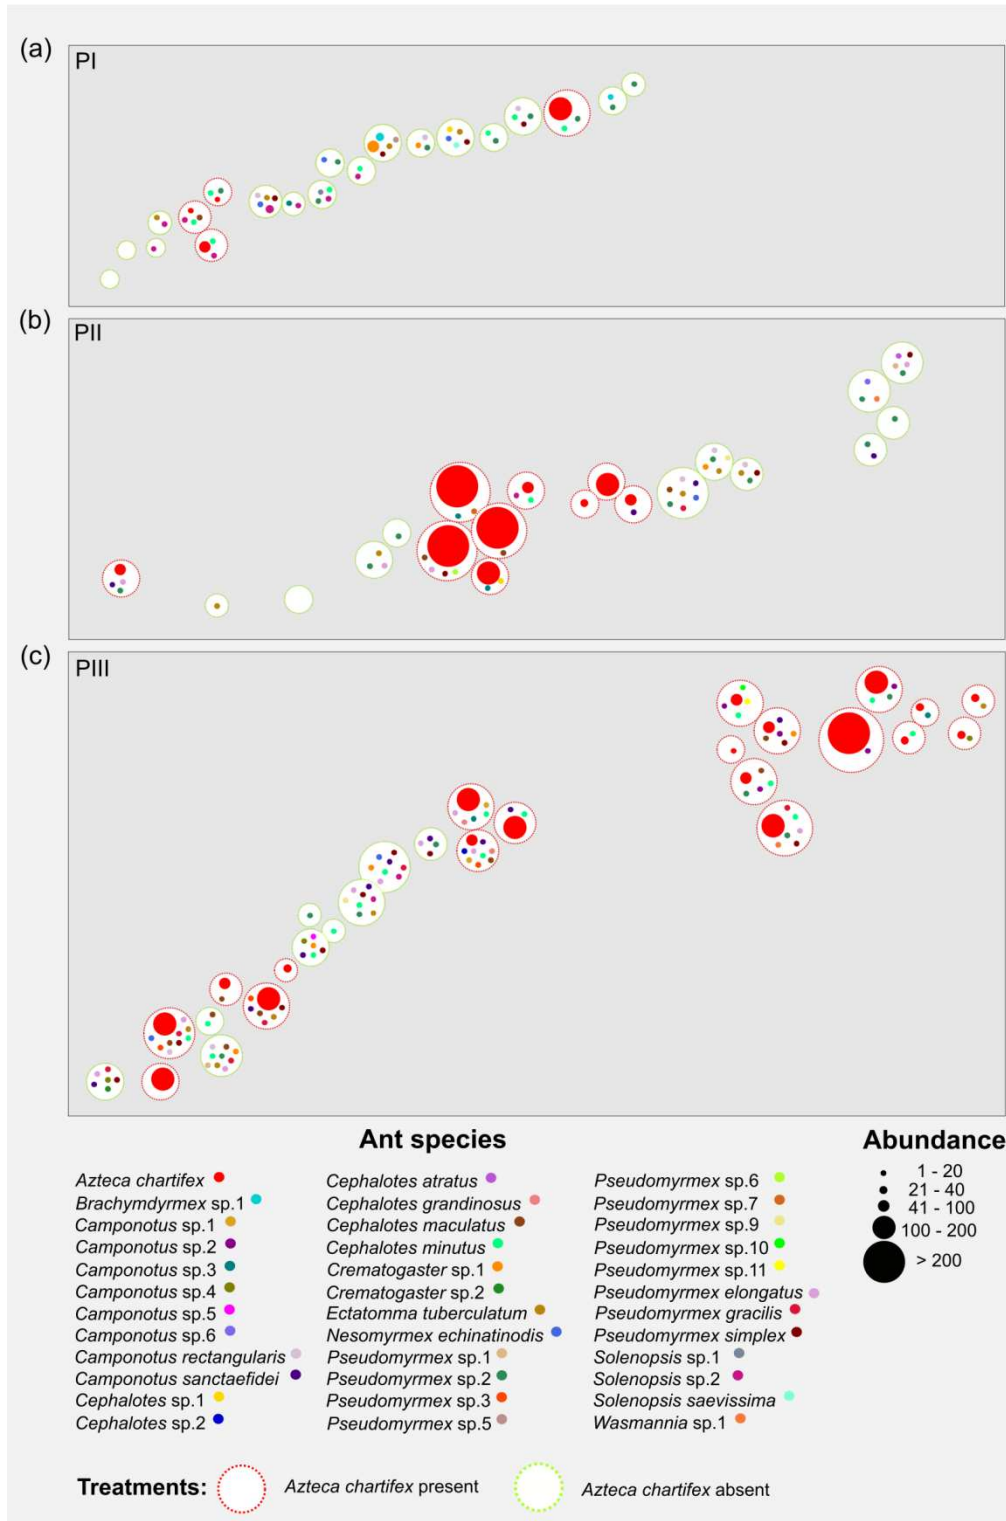 (a)
PI
(b)
PII
(c)
PIII
Ant species
Azteca chartifex
Brachymdyrmex sp.1
Camponotus sp.1
Camponotus sp.2
Camponotus sp.3
Camponotus sp.4
Camponotus sp.5
Camponotus sp.6
Camponotus rectangularis
Camponotus sanctaefidei
Cephalotes sp.1
Cephalotes sp.2
Cephalotes atratus
Cephalotes grandinosus
Cephalotes maculatus
Cephalotes minutus
Crematogaster sp.1
Crematogaster sp.2
Ectatomma tuberculatum
Nesomyrmex echinatinodis
Pseudomyrmex sp.1
Pseudomyrmex sp.2
Pseudomyrmex sp.3
Pseudomyrmex sp.5
Pseudomyrmex sp.6
Pseudomyrmex sp.7
Pseudomyrmex sp.9
Pseudomyrmex sp.10
Pseudomyrmex sp.11
Pseudomyrmex elongatus
Pseudomyrmex gracilis
Pseudomyrmex simplex
Solenopsis sp.1
Solenopsis sp.2
Solenopsis saevissima
Wasmannia sp.1
Abundance
1 - 20
21 - 40
41 - 100
100 - 200
> 200
Treatments:
Azteca chartifex present
Azteca chartifex absent